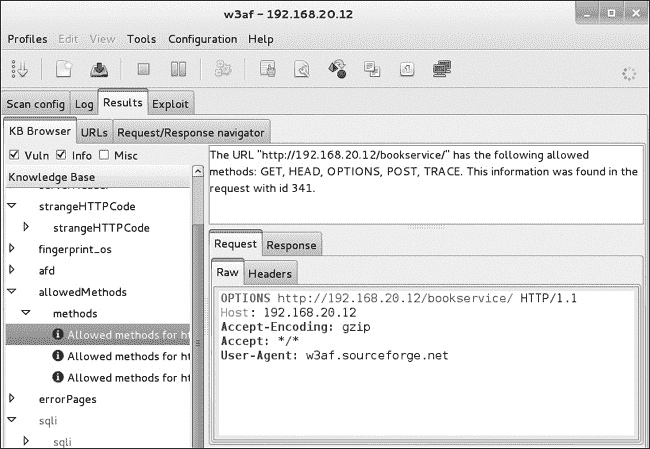 w3af - 192.168.20.12
Profiles Edit View Tools Configuration Help
Scan config Log Results Exploit
KB Browser URLs Request/Response navigator
Vuln Info Misc
Knowledge Base
strangeHTTPCode
strangeHTTPCode
fingerprint_os
afd
allowedMethods
methods
Allowed methods for ht
Allowed methods for ht
Allowed methods for ht
errorPages
sqli
sqli
The URL "http://192.168.20.12/bookservice/" has the following allowed
methods: GET, HEAD, OPTIONS, POST, TRACE. This information was found in the
request with id 341.
Request Response
Raw Headers
OPTIONS http://192.168.20.12/bookservice/ HTTP/1.1
Host: 192.168.20.12
Accept-Encoding: gzip
Accept: */*
User-Agent: w3af.sourceforge.net